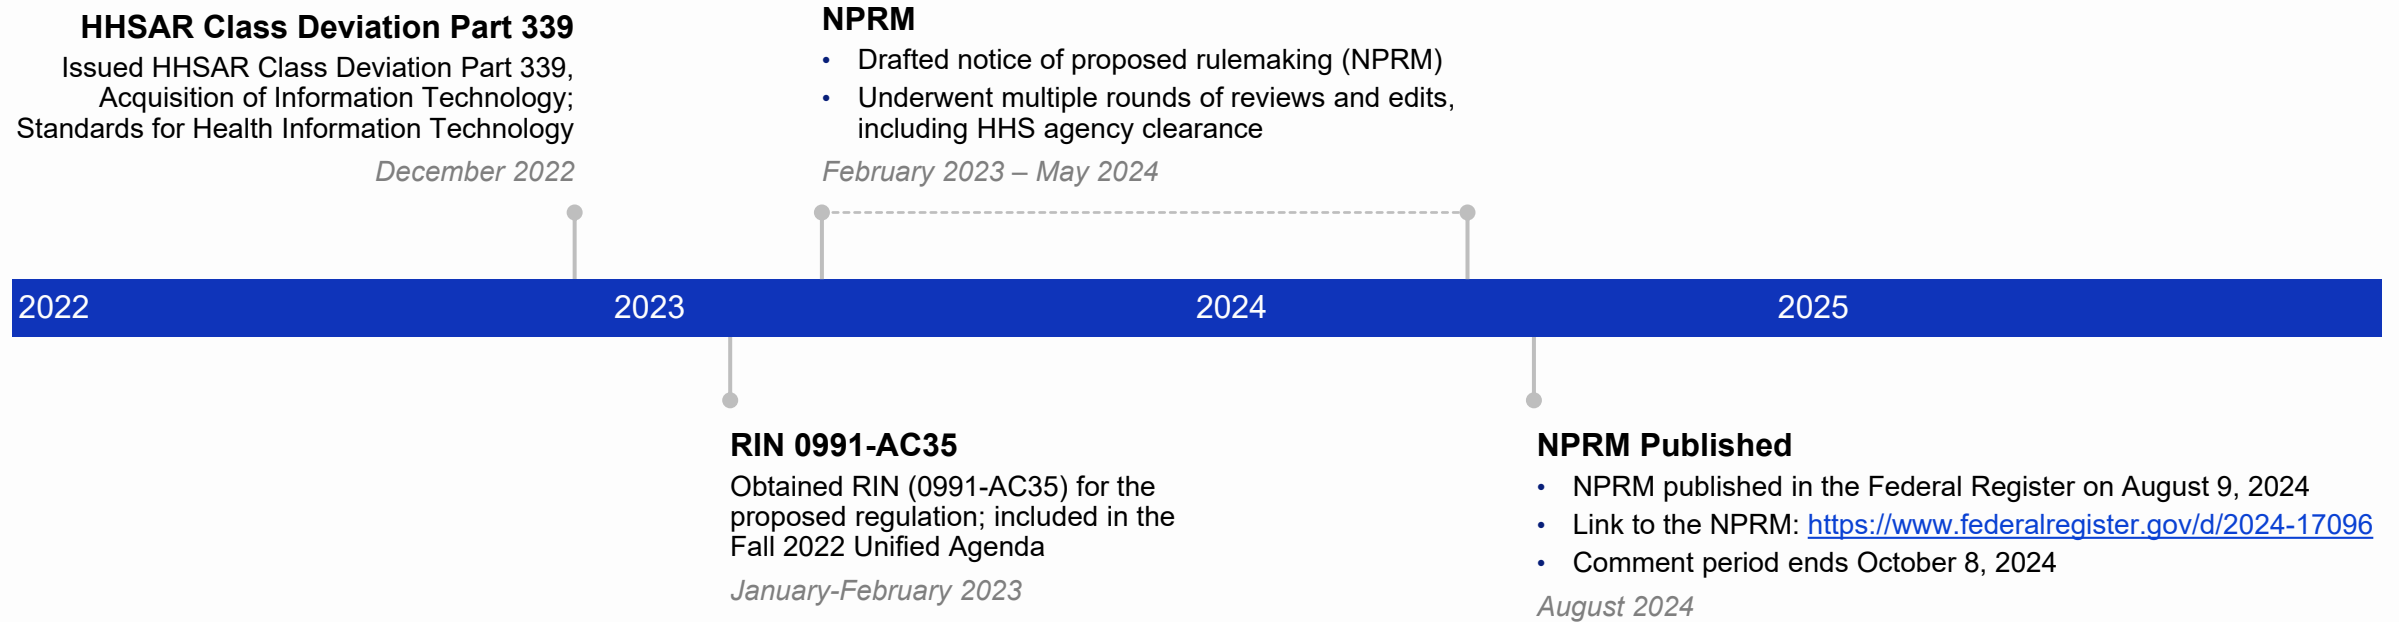 HHSAR Class Deviation Part 339
Issued HHSAR Class Deviation Part 339,
Acquisition of Information Technology;
Standards for Health Information Technology
December 2022
NPRM
• Drafted notice of proposed rulemaking (NPRM)
• Underwent multiple rounds of reviews and edits,
including HHS agency clearance
February 2023 – May 2024
2022
2023
2024
2025
RIN 0991-AC35
Obtained RIN (0991-AC35) for the
proposed regulation; included in the
Fall 2022 Unified Agenda
January-February 2023
NPRM Published
• NPRM published in the Federal Register on August 9, 2024
• Link to the NPRM: https://www.federalregister.gov/d/2024-17096
• Comment period ends October 8, 2024
August 2024